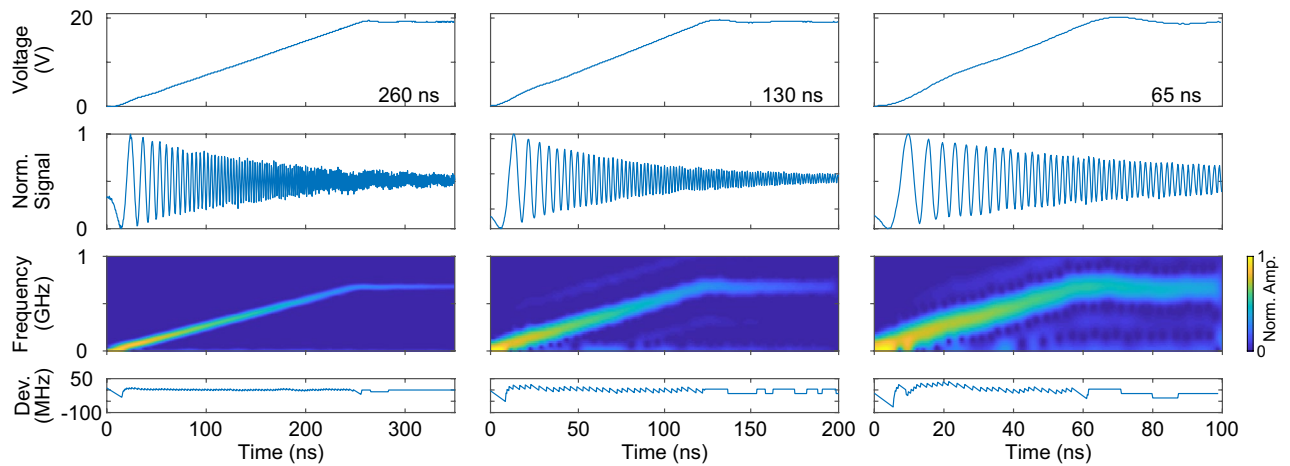 20
Voltage
(V)
0
260 ns
130 ns
65 ns
1
Norm.
Signal
0
1
Frequency
(GHz)
0
1
Norm. Amp.
0
50
Dev.
(MHz)
-100
0 100 200 300
0 50 100 150 200
0 20 40 60 80 100
Time (ns)
Time (ns)
Time (ns)